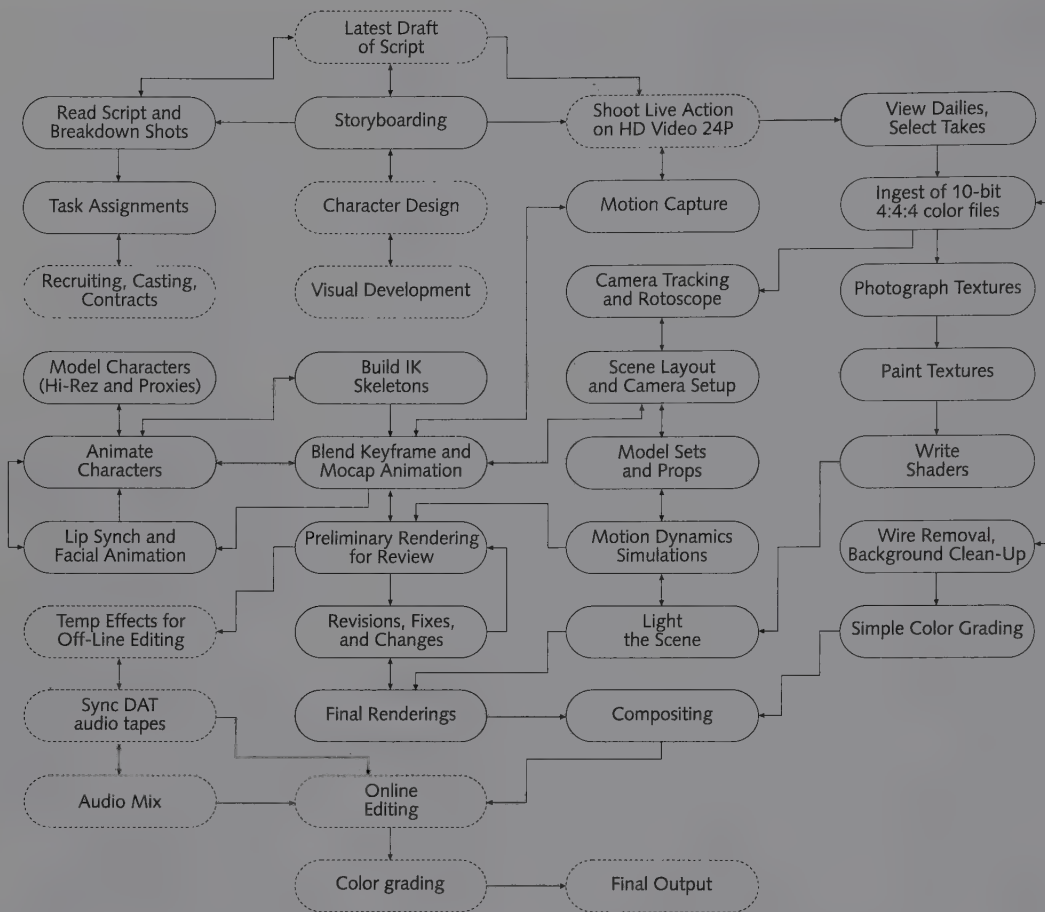 Latest Draft
of Script
Read Script and
Breakdown Shots
Storyboarding
Shoot Live Action
on HD Video 24P
View Dailies,
Select Takes
Task Assignments
Character Design
Motion Capture
Ingest of 10-bit
4:4:4 color files
Recruiting, Casting,
Contracts
Visual Development
Camera Tracking
and Rotoscope
Photograph Textures
Model Characters
(Hi-Rez and Proxies)
Build IK
Skeletons
Scene Layout
and Camera Setup
Paint Textures
Animate
Characters
Blend Keyframe and
Mocap Animation
Model Sets
and Props
Write
Shaders
Lip Synch and
Facial Animation
Preliminary Rendering
for Review
Motion Dynamics
Simulations
Wire Removal,
Background Clean-Up
Temp Effects for
Off-Line Editing
Revisions, Fixes,
and Changes
Light
the Scene
Simple Color Grading
Sync DAT
audio tapes
Final Renderings
Compositing
Audio Mix
Online
Editing
Color grading
Final Output